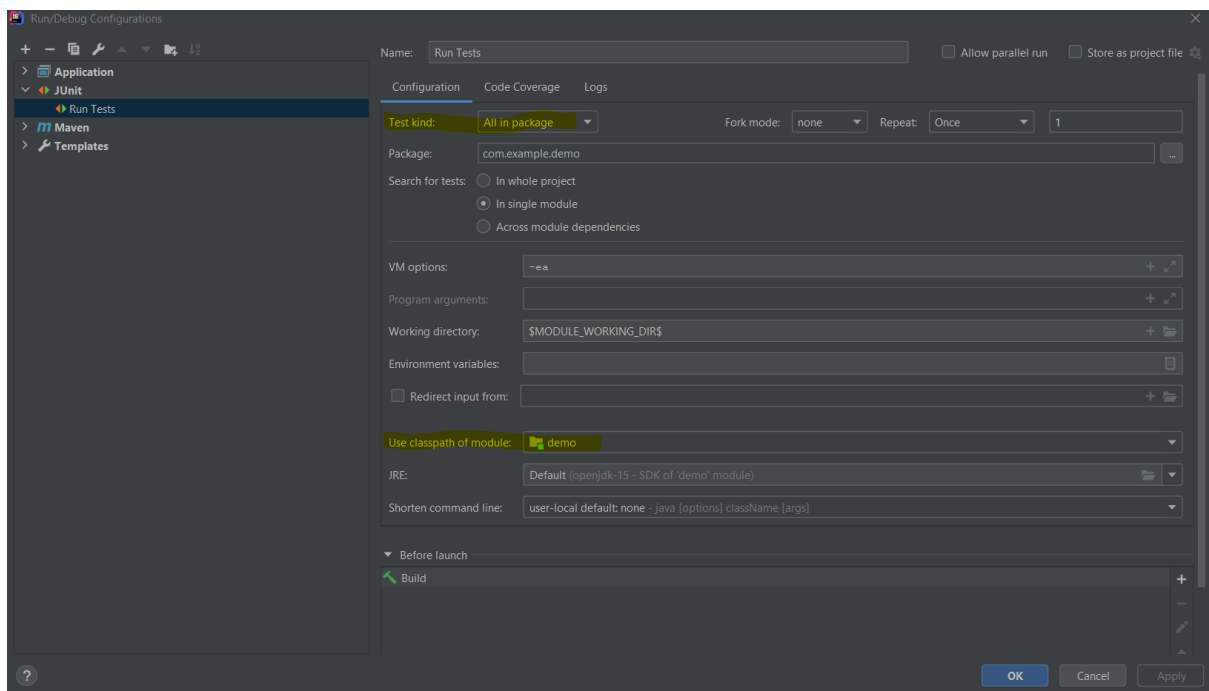 Run/Debug Configurations
Application
JUnit
Run Tests
Maven
Templates
Name: Run Tests Allow parallel run Store as project file
Configuration Code Coverage Logs
Test kind: All in package Fork mode: none Repeat: Once 1
Package: com.example.demo ...
Search for tests: In whole project
In single module
Across module dependencies
VM options: -ea
Program arguments:
Working directory: $MODULE_WORKING_DIR$
Environment variables:
Redirect input from:
Use classpath of module: demo
JRE: Default (openjdk-15 - SDK of 'demo' module)
Shorten command line: user-local default: none - java [options] className [args]
Before launch
Build
? OK Cancel Apply